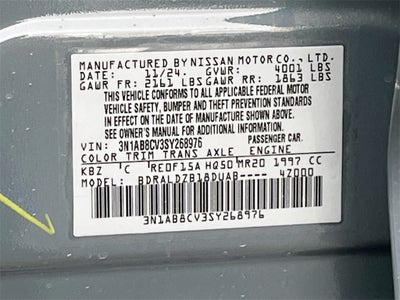 MANUFACTURED BY NISSAN MOTOR CO., LTD.
DATE: 11/24. GVWR: 4001 LBS
GAWR FR: 2161 LBS GAWR RR: 1863 LBS
THIS VEHICLE CONFORMS TO ALL APPLICABLE FEDERAL MOTOR
VEHICLE SAFETY, BUMPER AND THEFT PREVENTION STANDARDS
IN EFFECT ON THE DATE OF MANUFACTURE SHOWN ABOVE.
SEE OWNER'S MANUAL FOR ADDITIONAL INFORMATION
VIN: 3N1AB8CV3SY268976 PASSENGER CAR.
COLOR TRIM TRANS AXLE ENGINE
KBZ C RE0F15A HQ50 MR20 1997 CC
MODEL: BDRALDZB18DUAB---- 4Z000
3N1AB8CV3SY268976